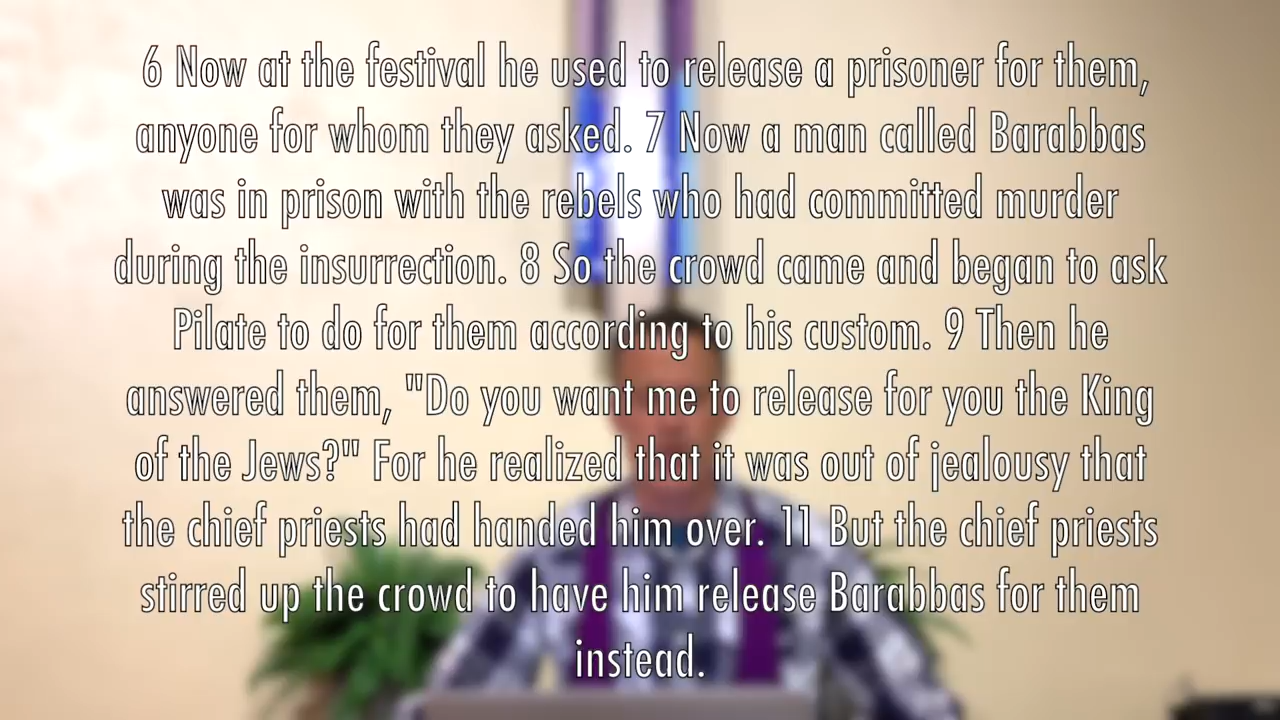 6 Now at the festival he used to release a prisoner for them,
anyone for whom they asked. 7 Now a man called Barabbas
was in prison with the rebels who had committed murder
during the insurrection. 8 So the crowd came and began to ask
Pilate to do for them according to his custom. 9 Then he
answered them, "Do you want me to release for you the King
of the Jews?" For he realized that it was out of jealousy that
the chief priests had handed him over. 11 But the chief priests
stirred up the crowd to have him release Barabbas for them
instead.